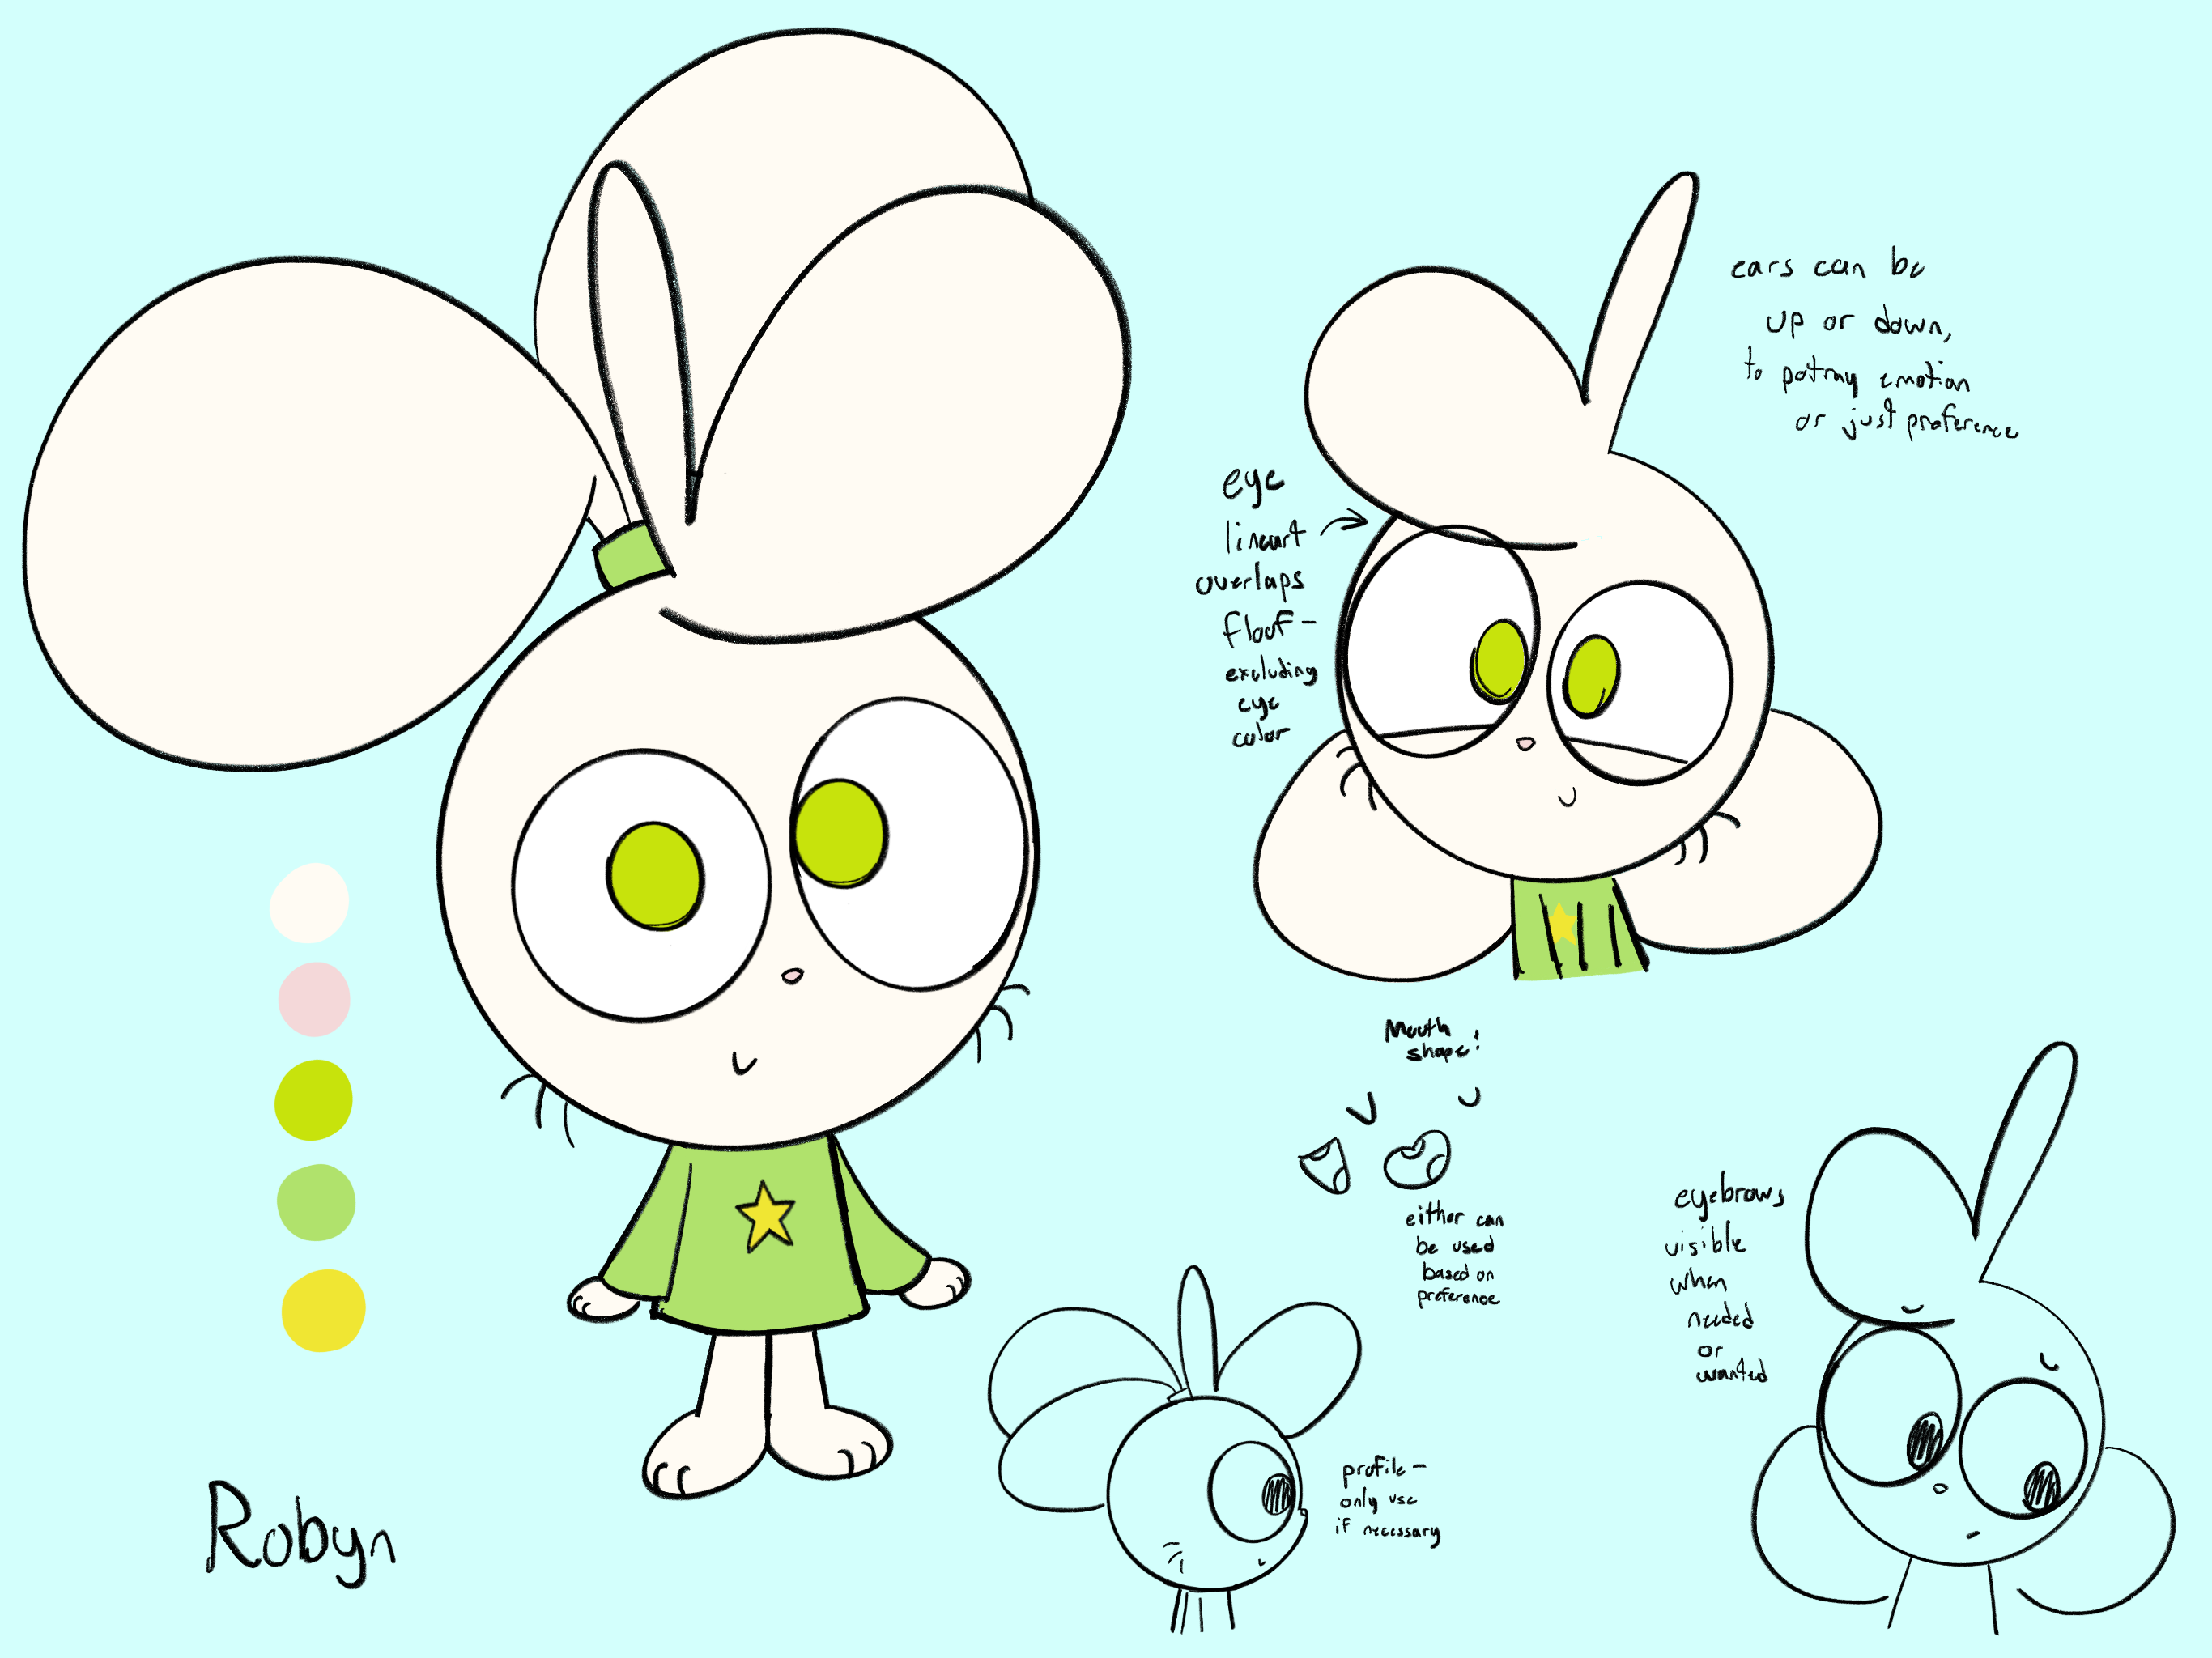 ears can be
up or down,
to potray emotion
or just preference
eye
lineart
overlaps
floof-
excluding
eye
color
Mouth
shape!
either can
be used
based on
preference
eyebrows
visible
when
needed
or
wanted
profile-
only use
if necessary
Robyn